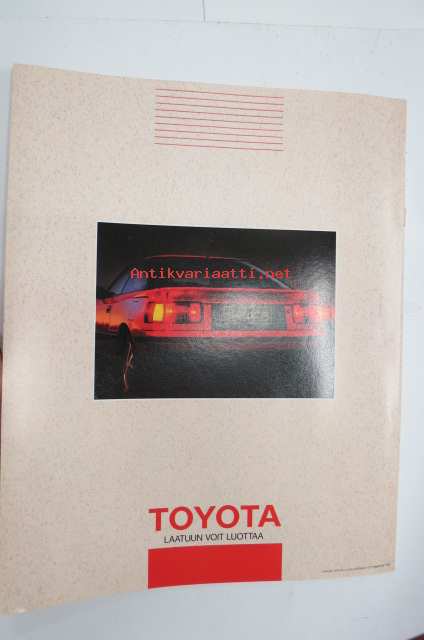 Antikvariaatti.net
TOYOTA
LAATUUN VOIT LUOTTAA